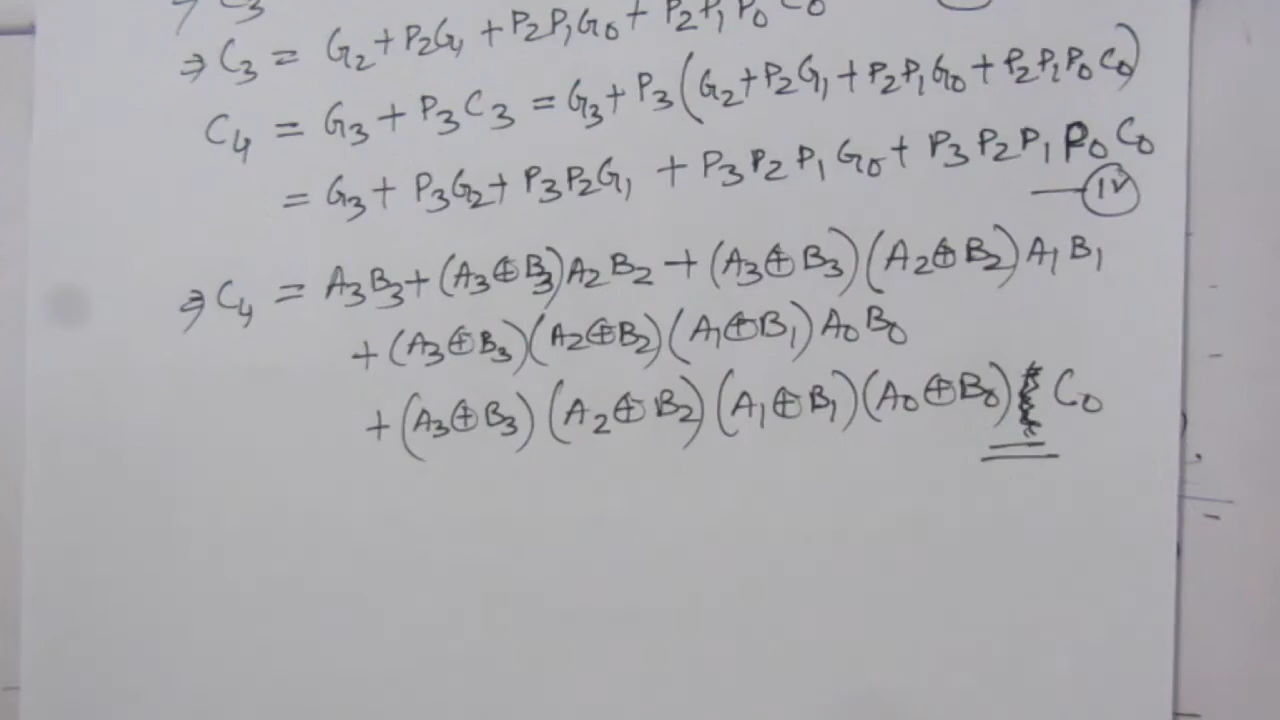 ⇒ C₃ = G₂ + P₂G₁ + P₂P₁G₀ + P₂P₁P₀C₀
C₄ = G₃ + P₃C₃ = G₃ + P₃(G₂ + P₂G₁ + P₂P₁G₀ + P₂P₁P₀C₀)
= G₃ + P₃G₂ + P₃P₂G₁ + P₃P₂P₁G₀ + P₃P₂P₁P₀C₀
— IV
⇒ C₄ = A₃B₃ + (A₃⊕B₃)A₂B₂ + (A₃⊕B₃)(A₂⊕B₂)A₁B₁
+ (A₃⊕B₃)(A₂⊕B₂)(A₁⊕B₁)A₀B₀
+ (A₃⊕B₃)(A₂⊕B₂)(A₁⊕B₁)(A₀⊕B₀) C₀